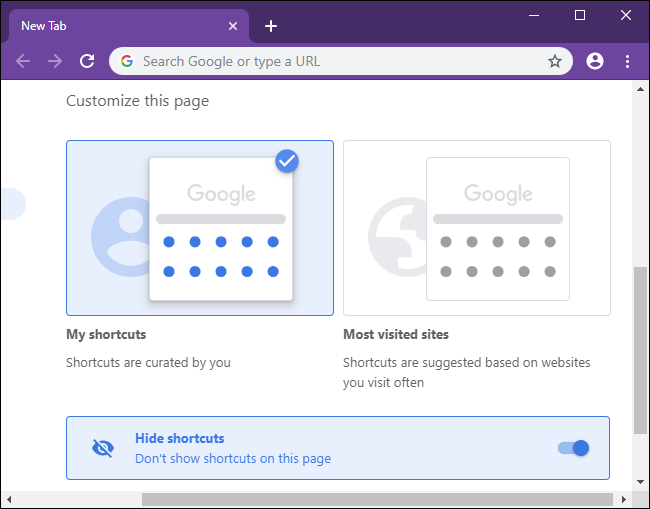 New Tab
Search Google or type a URL
Customize this page
Google
Google
My shortcuts
Shortcuts are curated by you
Most visited sites
Shortcuts are suggested based on websites
you visit often
Hide shortcuts
Don't show shortcuts on this page